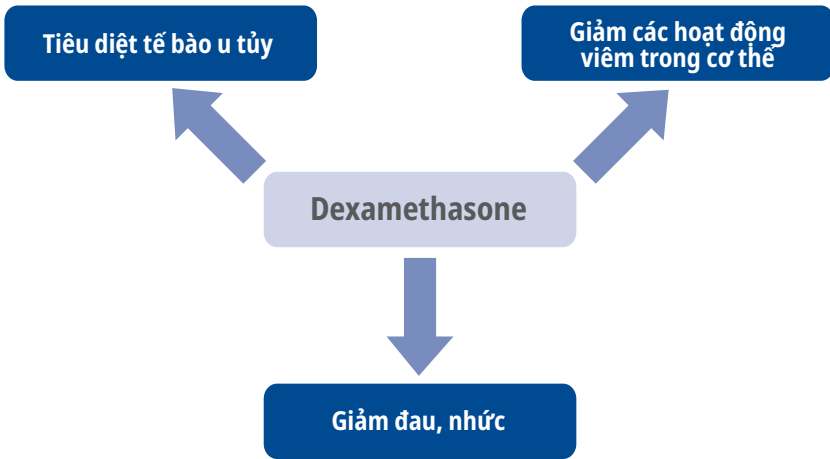 Tiêu diệt tế bào u tủy
Giảm các hoạt động
viêm trong cơ thể
Dexamethasone
Giảm đau, nhức